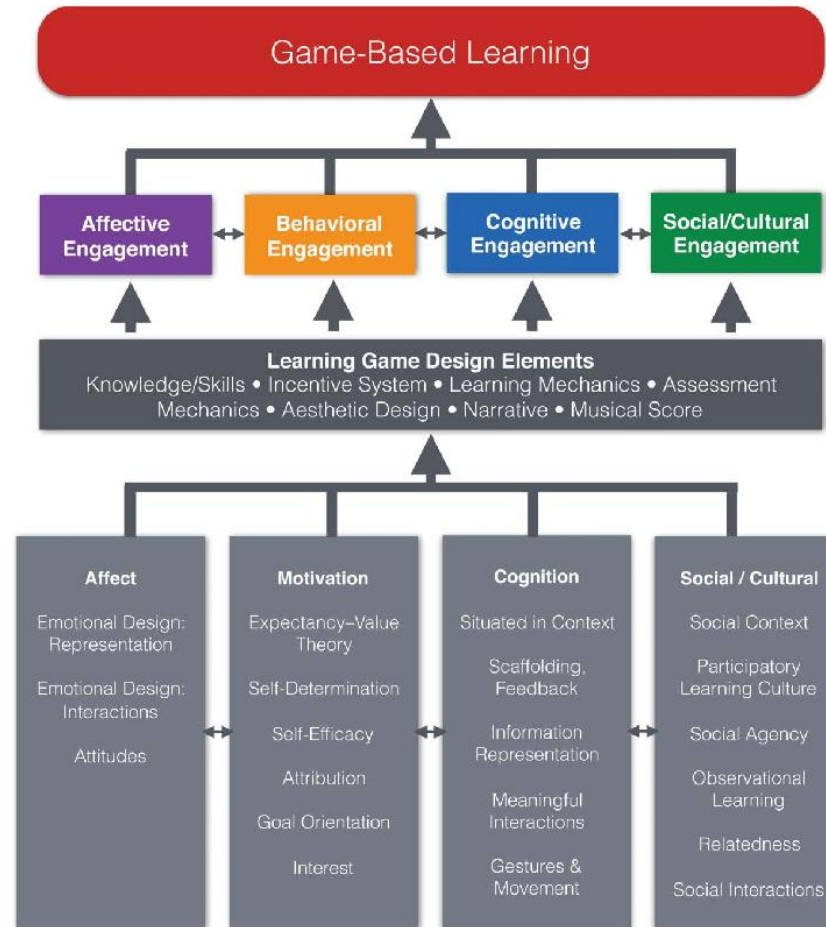 Game-Based Learning
Affective
Engagement
Behavioral
Engagement
Cognitive
Engagement
Social/Cultural
Engagement
Learning Game Design Elements
Knowledge/Skills • Incentive System • Learning Mechanics • Assessment
Mechanics • Aesthetic Design • Narrative • Musical Score
Affect
Emotional Design:
Representation
Emotional Design:
Interactions
Attitudes
Motivation
Expectancy–Value
Theory
Self-Determination
Self-Efficacy
Attribution
Goal Orientation
Interest
Cognition
Situated in Context
Scaffolding,
Feedback
Information
Representation
Meaningful
Interactions
Gestures &
Movement
Social / Cultural
Social Context
Participatory
Learning Culture
Social Agency
Observational
Learning
Relatedness
Social Interactions